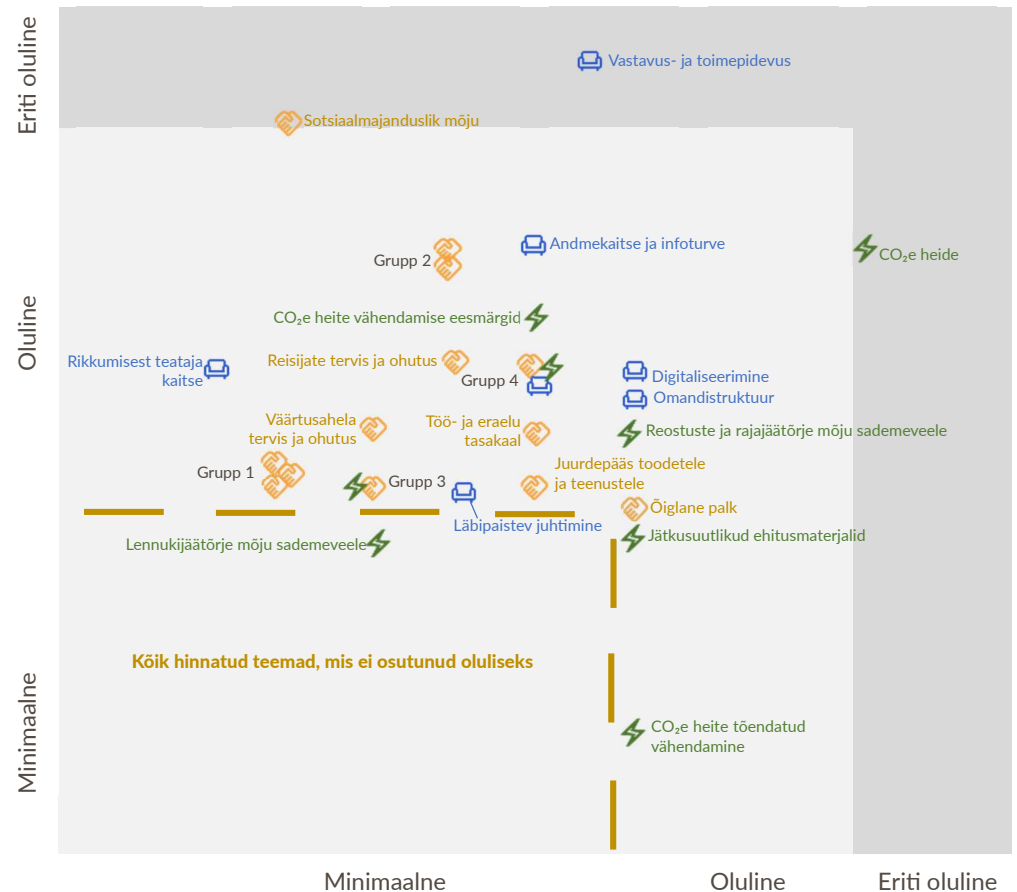 Eriti oluline
Vastavus- ja toimepidevus
Sotsiaalmajanduslik mõju
Andmekaitse ja infoturve
Grupp 2
CO₂e heide
Oluline
CO₂e heite vähendamise eesmärgid
Rikkumisest teataja
kaitse
Reisijate tervis ja ohutus
Grupp 4
Digitaliseerimine
Omandistruktuur
Väärtusahela
tervis ja ohutus
Töö- ja eraelu
tasakaal
Reostuste ja rajajäätõrje mõju sademeveele
Grupp 1
Grupp 3
Juurdepääs toodetele
ja teenustele
Õiglane palk
Läbipaistev juhtimine
Lennukijäätõrje mõju sademeveele
Jätkusuutlikud ehitusmaterjalid
Kõik hinnatud teemad, mis ei osutunud oluliseks
Minimaalne
CO₂e heite tõendatud
vähendamine
Minimaalne
Oluline
Eriti oluline